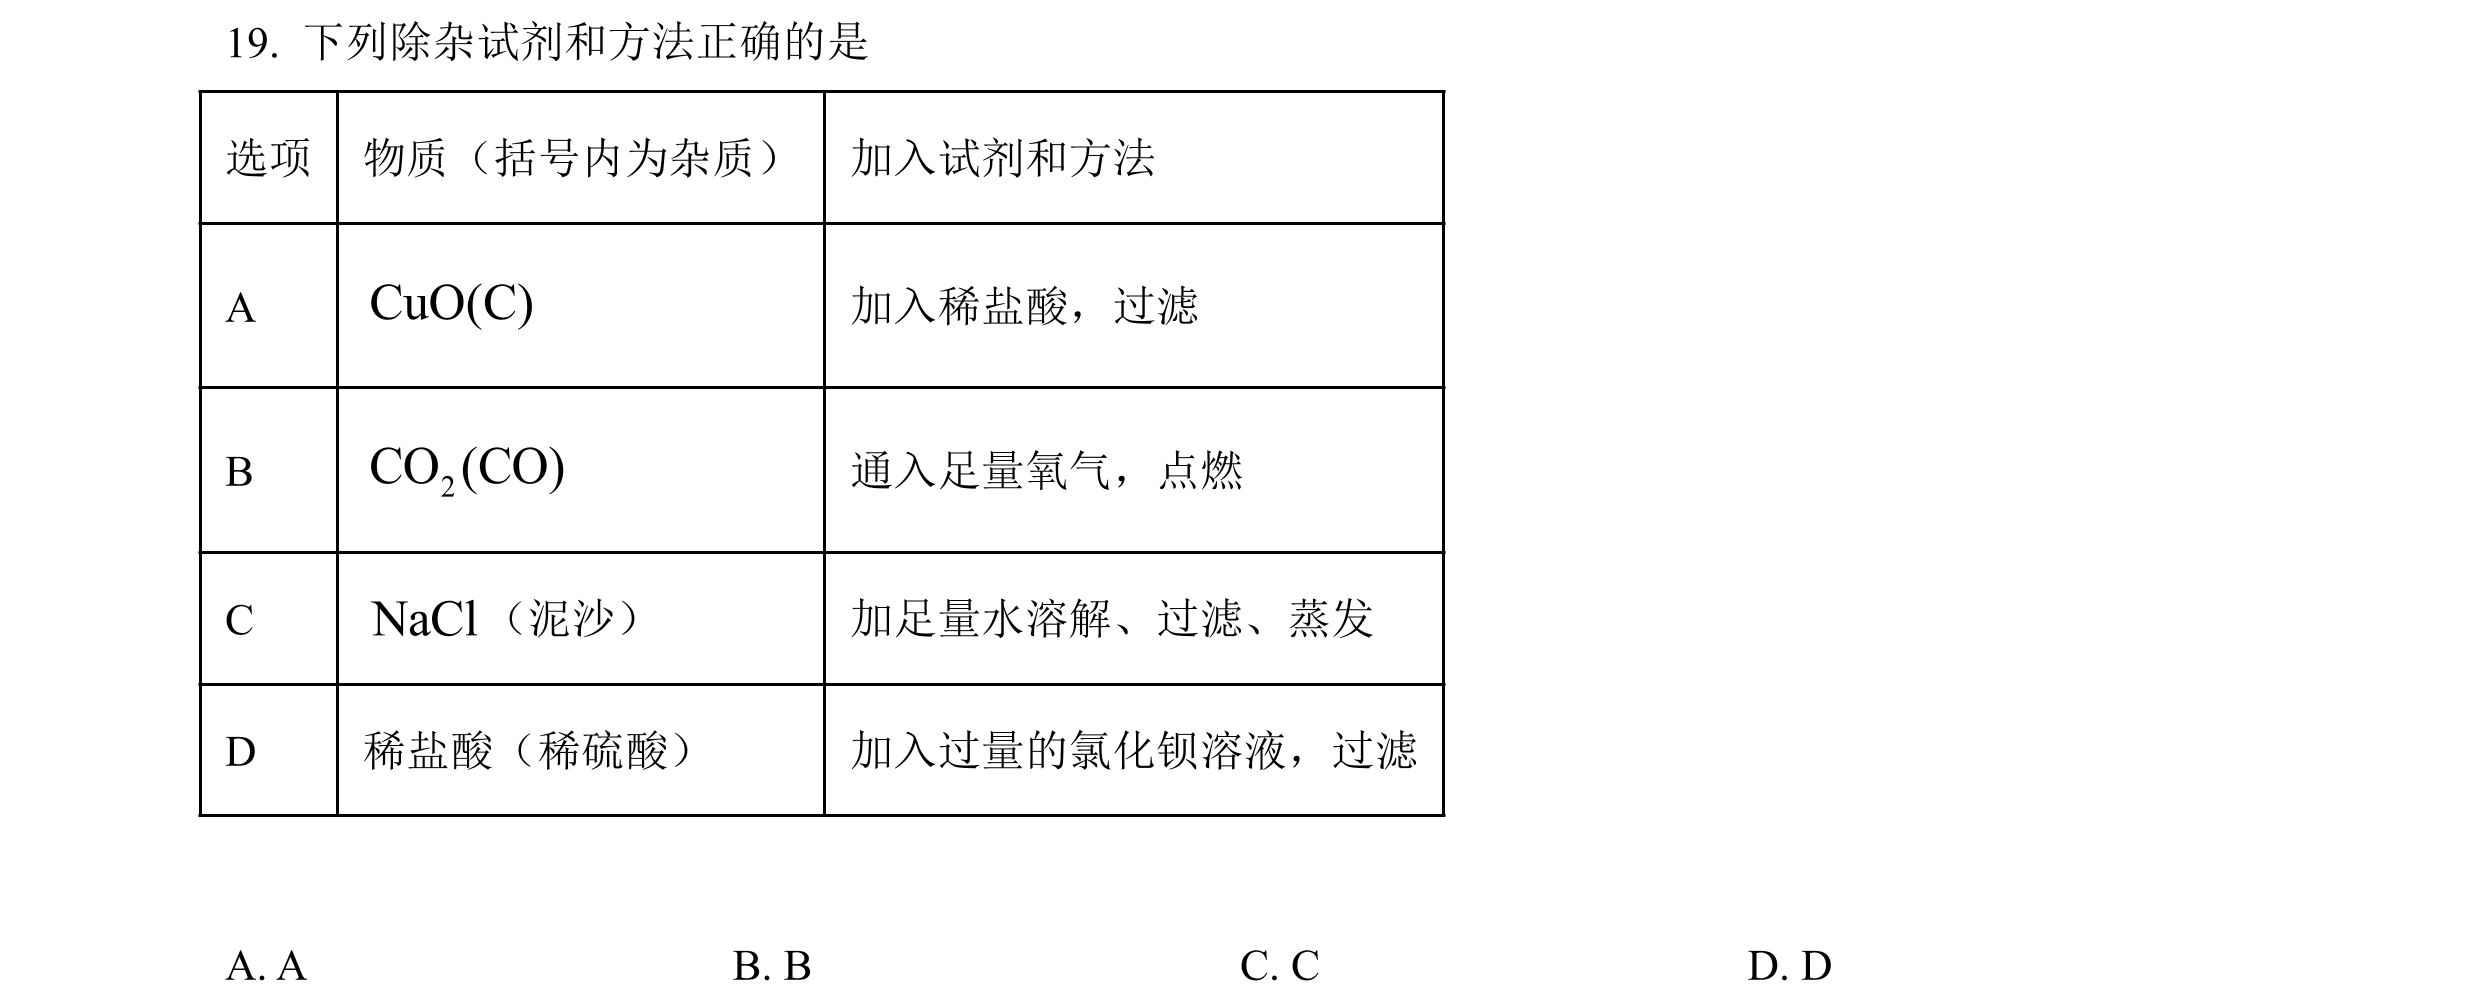 19. 下列除杂试剂和方法正确的是
选项 物质（括号内为杂质） 加入试剂和方法
A CuO(C) 加入稀盐酸，过滤
B CO₂(CO) 通入足量氧气，点燃
C NaCl（泥沙） 加足量水溶解、过滤、蒸发
D 稀盐酸（稀硫酸） 加入过量的氯化钡溶液，过滤
A. A B. B C. C D. D